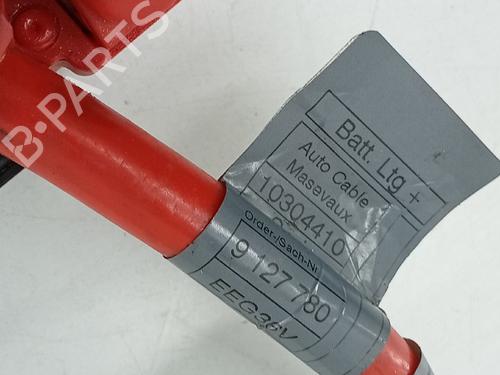 B-PARTS
Batt. Ltg +
Auto Cable
Masevaux
10304410
Order-/Sach-Nr.
9 127 780
EEG36V